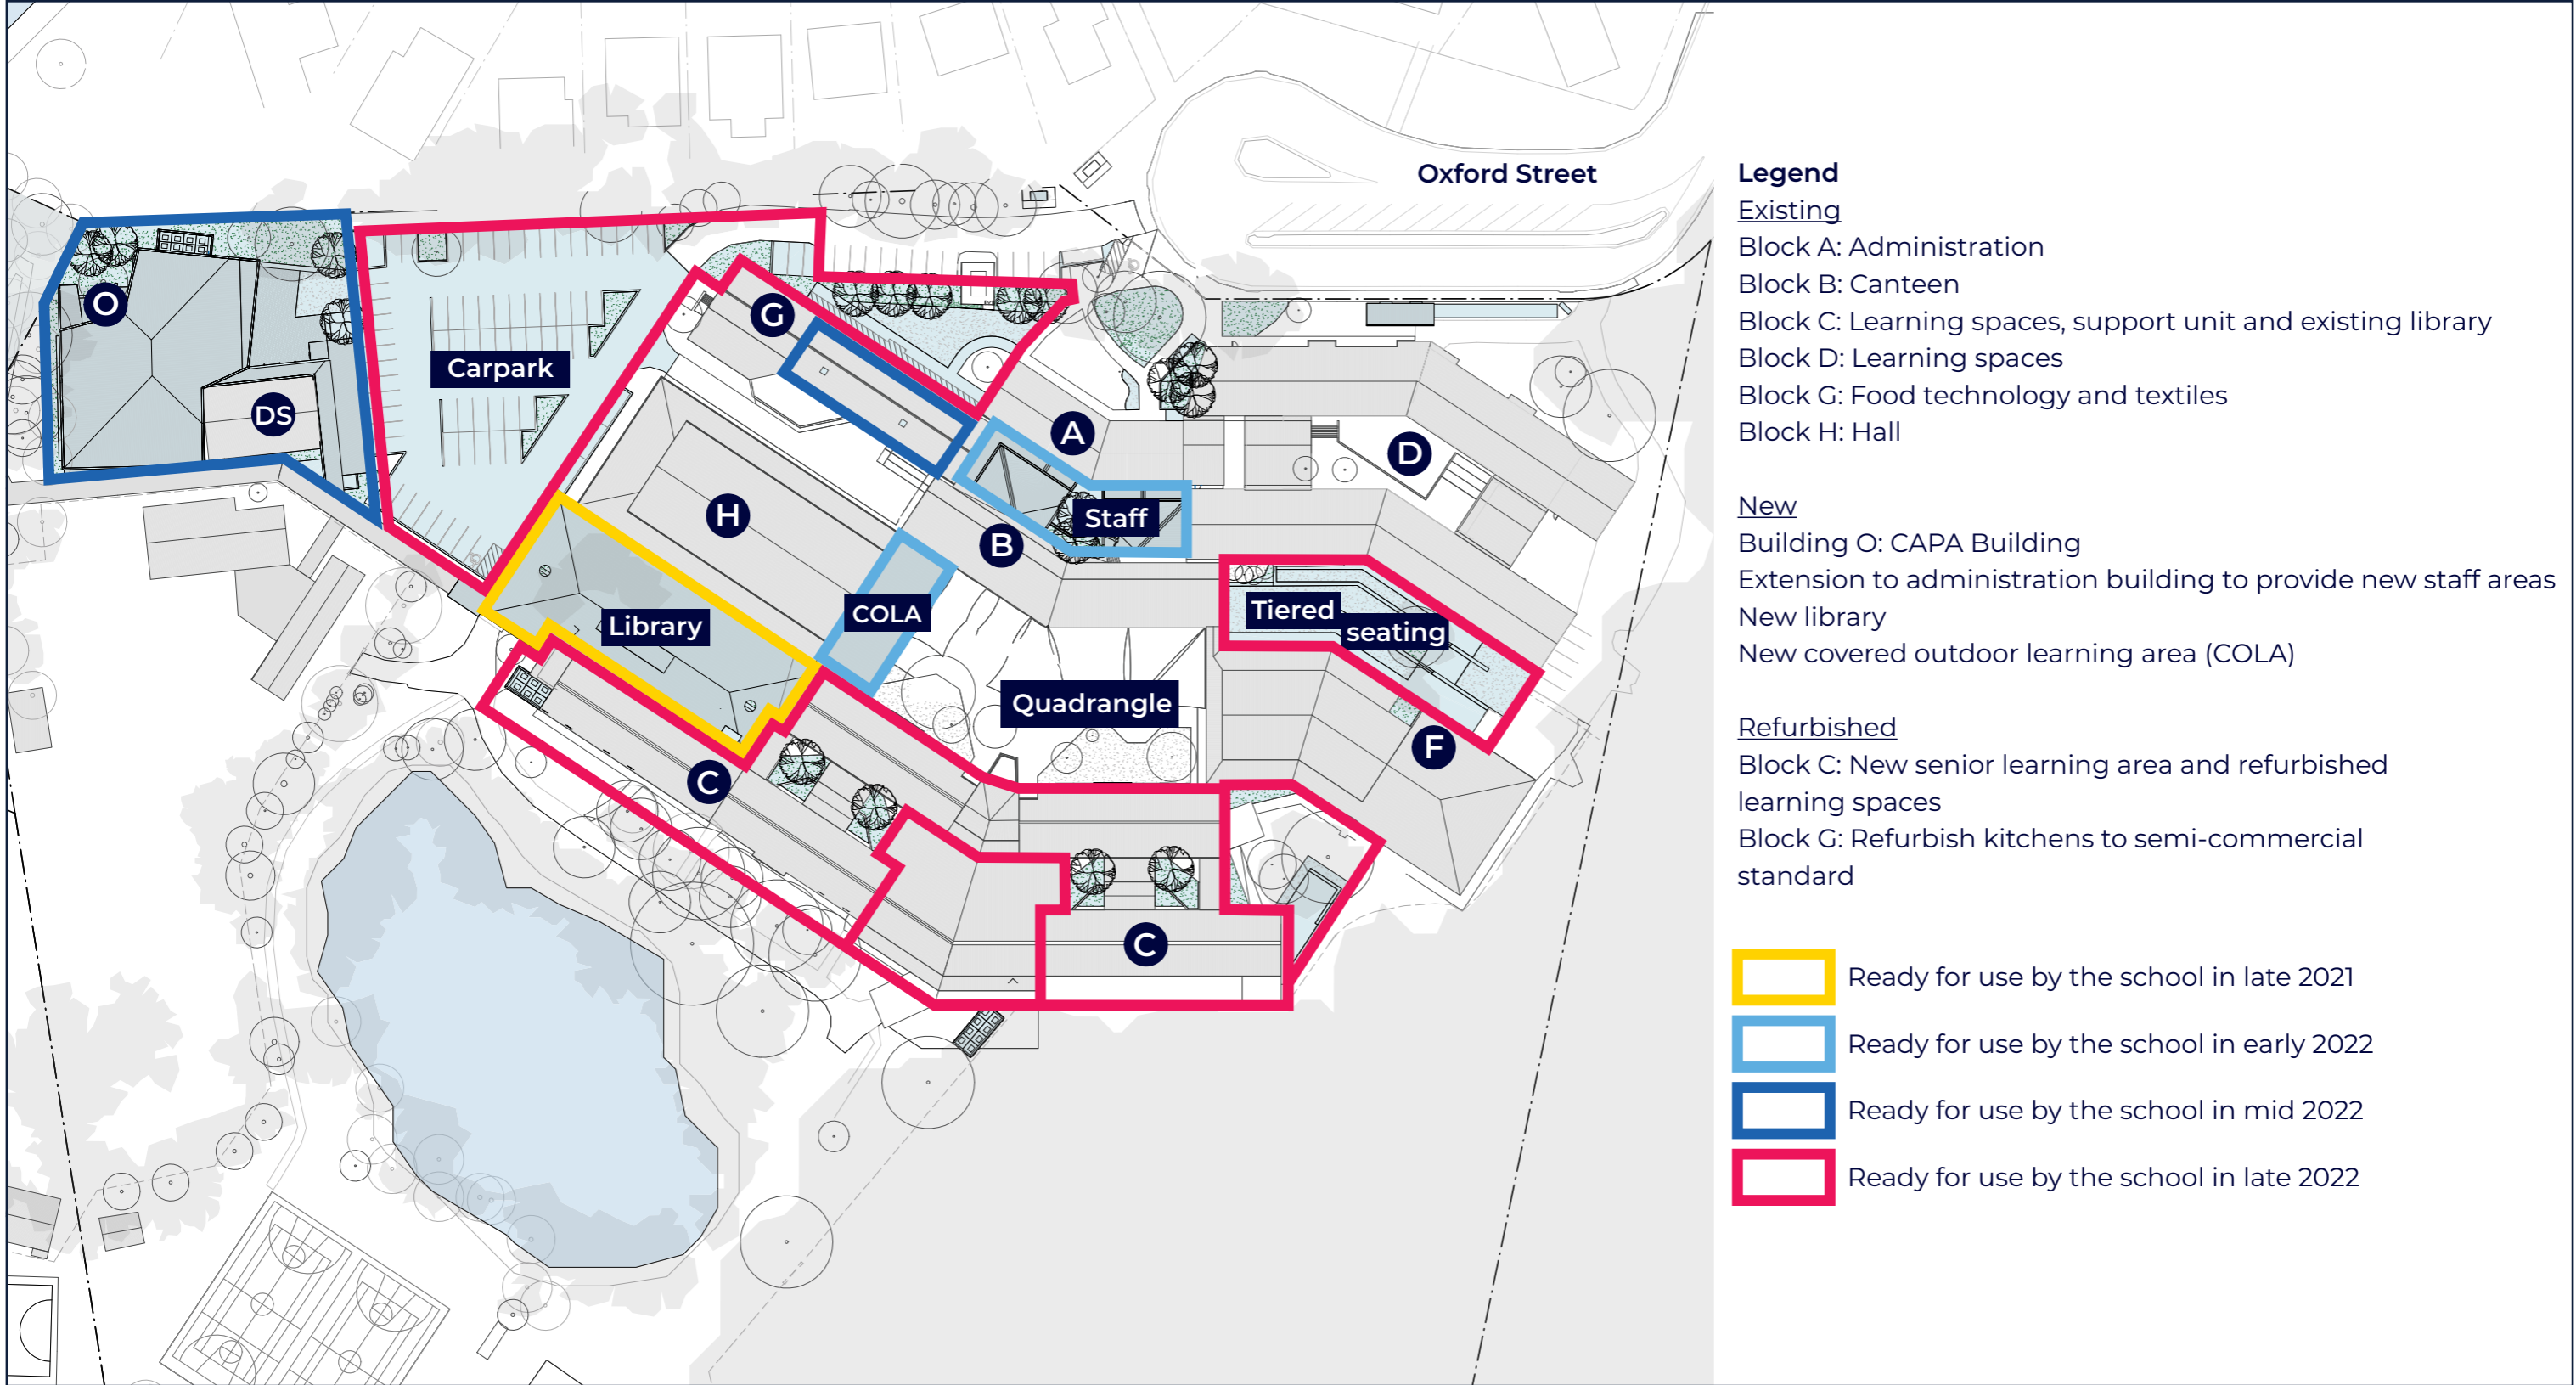 Oxford Street
O
G
Carpark
DS
A
D
H
Staff
B
COLA
Tiered
seating
Library
Quadrangle
F
C
C
Legend
Existing
Block A: Administration
Block B: Canteen
Block C: Learning spaces, support unit and existing library
Block D: Learning spaces
Block G: Food technology and textiles
Block H: Hall
New
Building O: CAPA Building
Extension to administration building to provide new staff areas
New library
New covered outdoor learning area (COLA)
Refurbished
Block C: New senior learning area and refurbished
learning spaces
Block G: Refurbish kitchens to semi-commercial
standard
Ready for use by the school in late 2021
Ready for use by the school in early 2022
Ready for use by the school in mid 2022
Ready for use by the school in late 2022